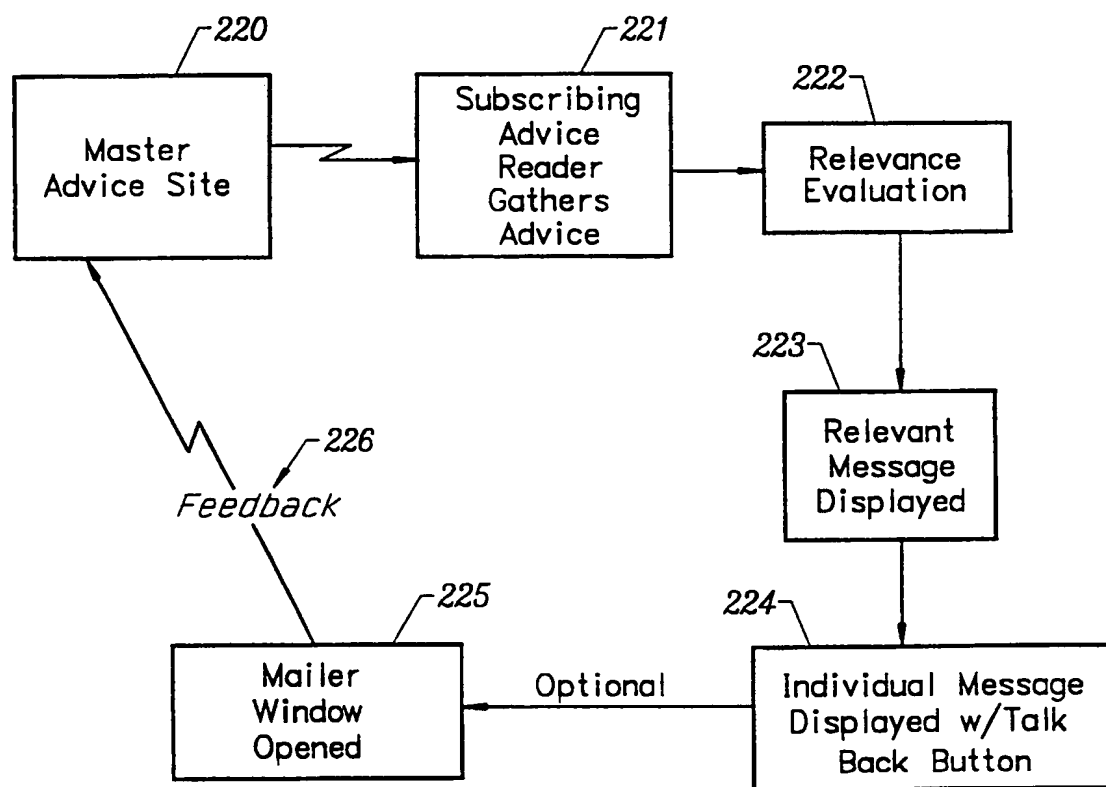 220
Master
Advice Site
221
Subscribing
Advice
Reader
Gathers
Advice
222
Relevance
Evaluation
223
Relevant
Message
Displayed
224
Individual Message
Displayed w/Talk
Back Button
Optional
225
Mailer
Window
Opened
226
Feedback